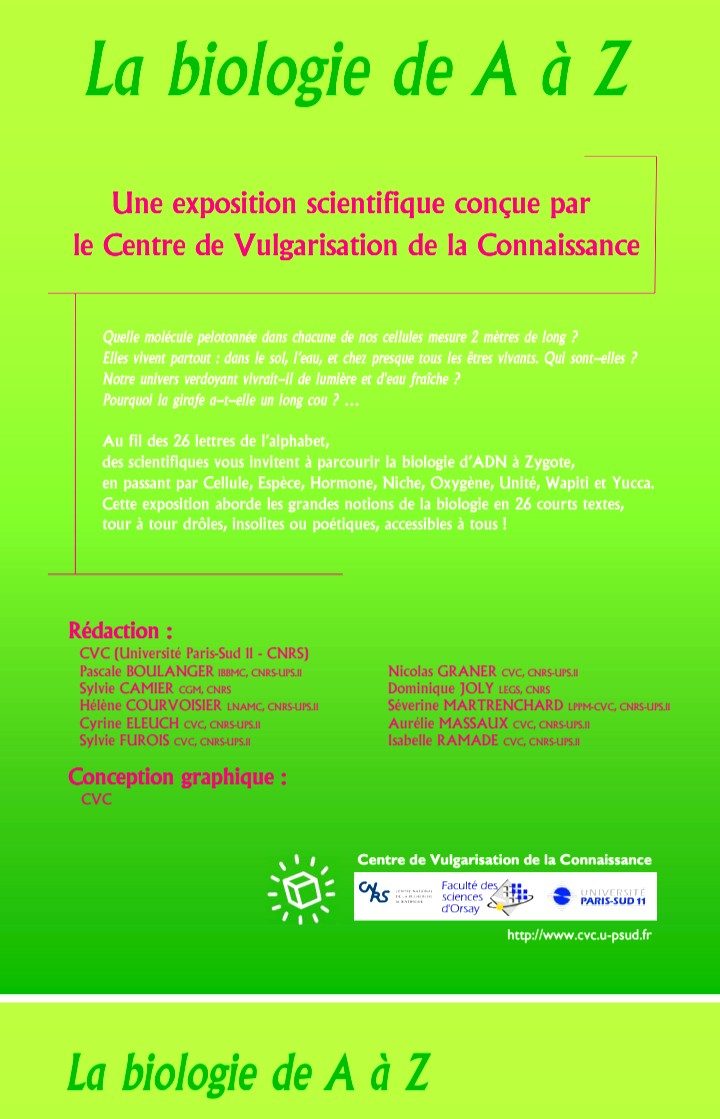 La biologie de A à Z
Une exposition scientifique conçue par
le Centre de Vulgarisation de la Connaissance
Quelle molécule pelotonnée dans chacune de nos cellules mesure 2 mètres de long ?
Elles vivent partout : dans le sol, l'eau, et chez presque tous les êtres vivants. Qui sont–elles ?
Notre univers verdoyant vivrait–il de lumière et d'eau fraîche ?
Pourquoi la girafe a–t–elle un long cou ? ...
Au fil des 26 lettres de l'alphabet,
des scientifiques vous invitent à parcourir la biologie d'ADN à Zygote,
en passant par Cellule, Espèce, Hormone, Niche, Oxygène, Unité, Wapiti et Yucca.
Cette exposition aborde les grandes notions de la biologie en 26 courts textes,
tour à tour drôles, insolites ou poétiques, accessibles à tous !
Rédaction :
CVC (Université Paris-Sud 11 - CNRS)
Pascale BOULANGER IBBMC, CNRS-UPS.11
Sylvie CAMIER CGM, CNRS
Hélène COURVOISIER LNAMC, CNRS-UPS.11
Cyrine ELEUCH CVC, CNRS-UPS.11
Sylvie FUROIS CVC, CNRS-UPS.11
Nicolas GRANER CVC, CNRS-UPS.11
Dominique JOLY LEGS, CNRS
Séverine MARTRENCHARD LPPM-CVC, CNRS-UPS.11
Aurélie MASSAUX CVC, CNRS-UPS.11
Isabelle RAMADE CVC, CNRS-UPS.11
Conception graphique :
CVC
Centre de Vulgarisation de la Connaissance
CNRS
CENTRE NATIONAL
DE LA RECHERCHE
SCIENTIFIQUE
Faculté des
sciences
d'Orsay
UNIVERSITÉ
PARIS-SUD 11
http://www.cvc.u-psud.fr
La biologie de A à Z